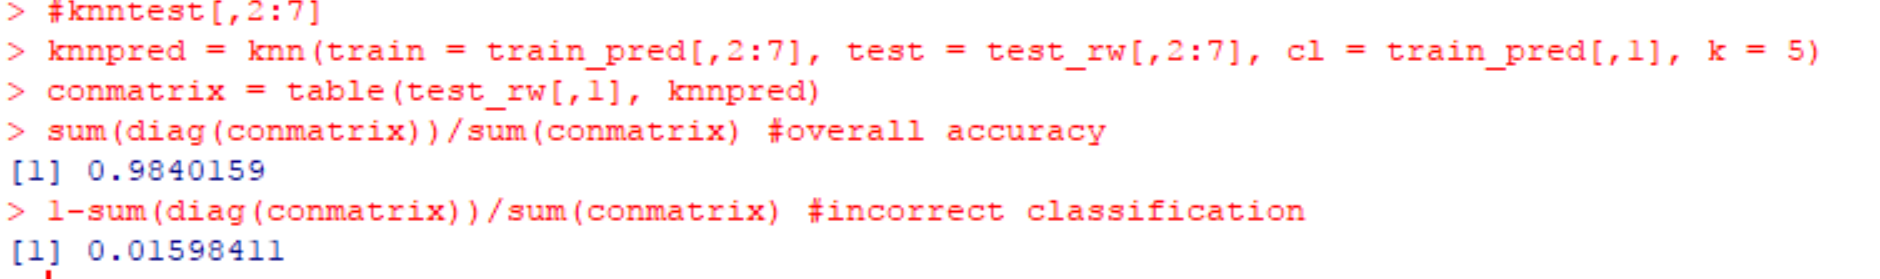 > #knntest[,2:7]
> knnpred = knn(train = train_pred[,2:7], test = test_rw[,2:7], cl = train_pred[,1], k = 5)
> conmatrix = table(test_rw[,1], knnpred)
> sum(diag(conmatrix))/sum(conmatrix) #overall accuracy
[1] 0.9840159
> 1-sum(diag(conmatrix))/sum(conmatrix) #incorrect classification
[1] 0.01598411